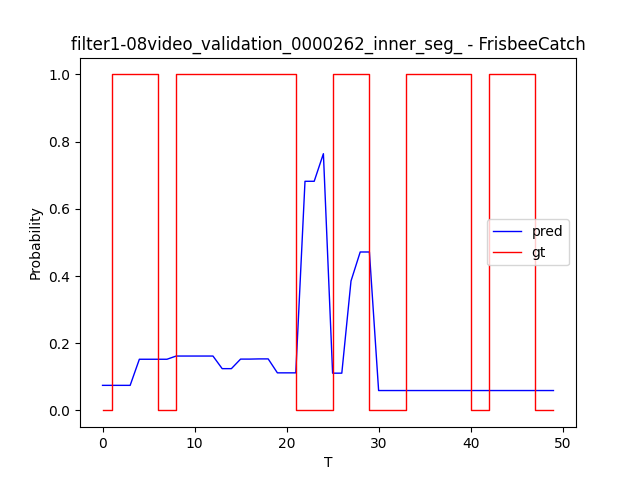 filter1-08video_validation_0000262_inner_seg_ - FrisbeeCatch
1.0
0.8
0.6
0.4
0.2
0.0
Probability
pred
gt
0 10 20 30 40 50
T